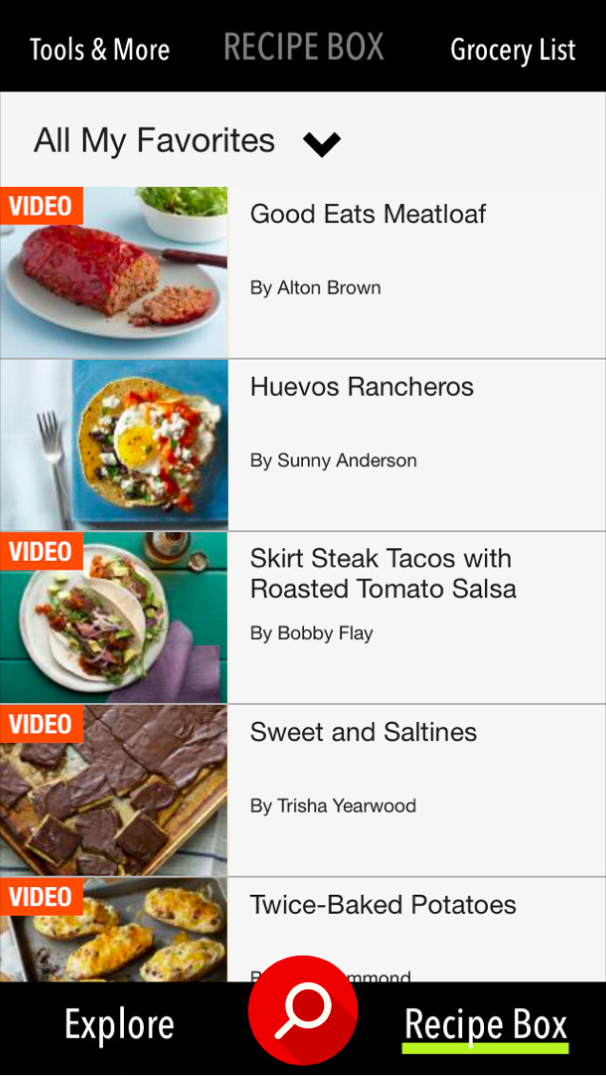 Tools & More
RECIPE BOX
Grocery List
All My Favorites
VIDEO
Good Eats Meatloaf
By Alton Brown
Huevos Rancheros
By Sunny Anderson
VIDEO
Skirt Steak Tacos with
Roasted Tomato Salsa
By Bobby Flay
VIDEO
Sweet and Saltines
By Trisha Yearwood
VIDEO
Twice-Baked Potatoes
Explore
Recipe Box